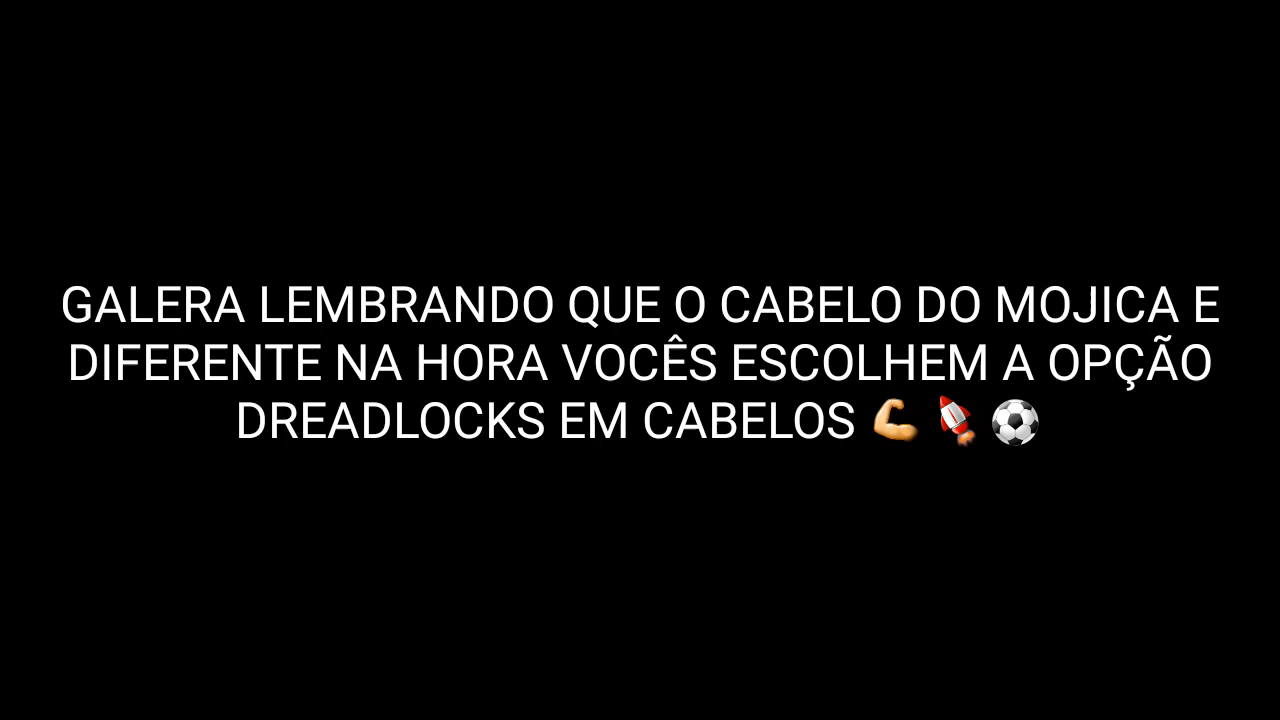 GALERA LEMBRANDO QUE O CABELO DO MOJICA E
DIFERENTE NA HORA VOCÊS ESCOLHEM A OPÇÃO
DREADLOCKS EM CABELOS 💪🚀⚽